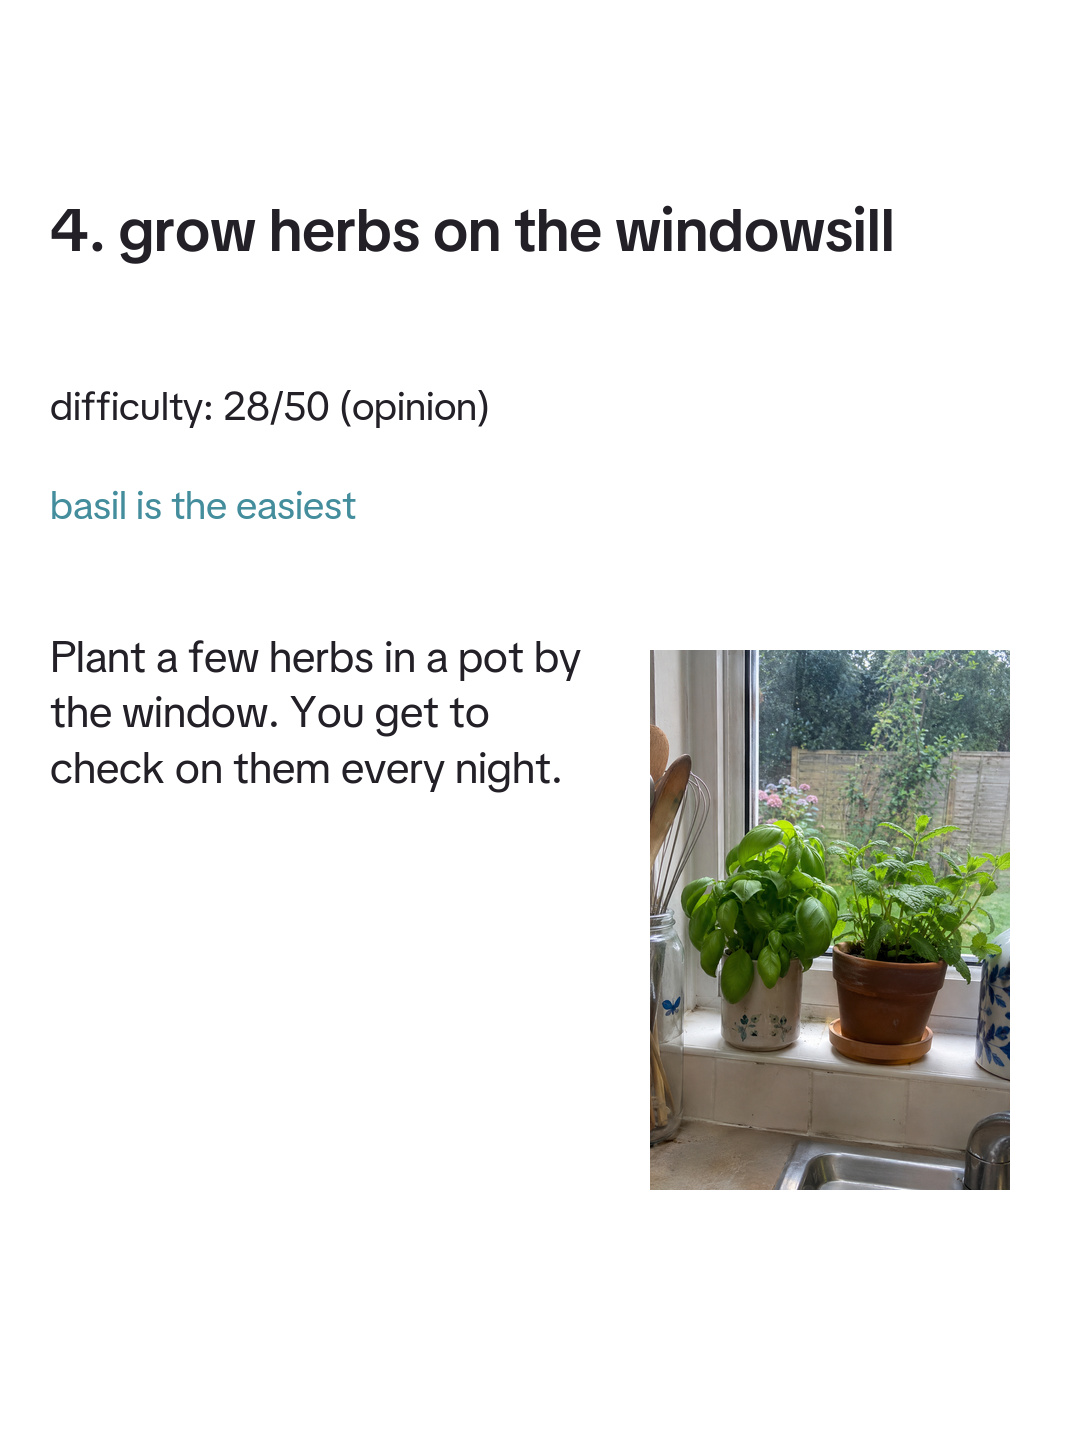 4. grow herbs on the windowsill
difficulty: 28/50 (opinion)
basil is the easiest
Plant a few herbs in a pot by
the window. You get to
check on them every night.